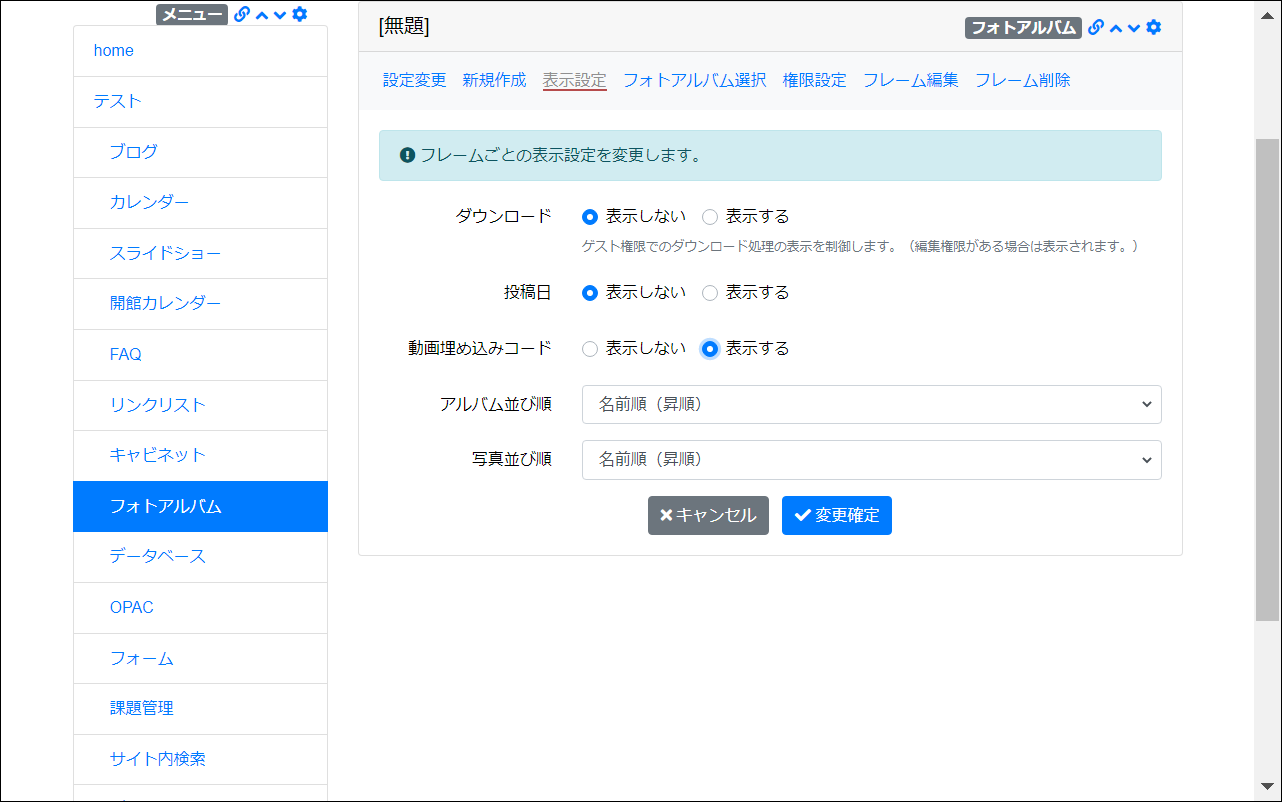 メニュー
home
テスト
ブログ
カレンダー
スライドショー
開館カレンダー
FAQ
リンクリスト
キャビネット
フォトアルバム
データベース
OPAC
フォーム
課題管理
サイト内検索
[無題]
フォトアルバム
設定変更 新規作成 表示設定 フォトアルバム選択 権限設定 フレーム編集 フレーム削除
フレームごとの表示設定を変更します。
ダウンロード 表示しない 表示する
ゲスト権限でのダウンロード処理の表示を制御します。（編集権限がある場合は表示されます。）
投稿日 表示しない 表示する
動画埋め込みコード 表示しない 表示する
アルバム並び順 名前順（昇順）
写真並び順 名前順（昇順）
キャンセル 変更確定